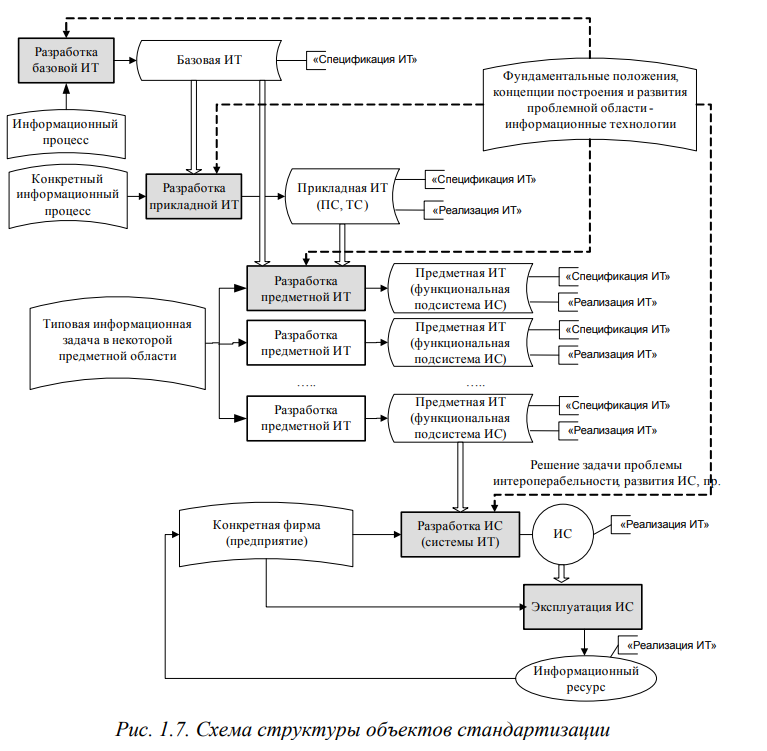 Разработка
базовой ИТ
Базовая ИТ
«Спецификация ИТ»
Фундаментальные положения,
концепции построения и развития
проблемной области -
информационные технологии
Информационный
процесс
Конкретный
информационный
процесс
Разработка
прикладной ИТ
Прикладная ИТ
(ПС, ТС)
«Спецификация ИТ»
«Реализация ИТ»
Типовая информационная
задача в некоторой
предметной области
Разработка
предметной ИТ
Предметная ИТ
(функциональная
подсистема ИС)
«Спецификация ИТ»
«Реализация ИТ»
Разработка
предметной ИТ
Предметная ИТ
(функциональная
подсистема ИС)
«Спецификация ИТ»
«Реализация ИТ»
…..
…..
Разработка
предметной ИТ
Предметная ИТ
(функциональная
подсистема ИС)
«Спецификация ИТ»
«Реализация ИТ»
Решение задачи проблемы
интероперабельности, развития ИС, пр.
Конкретная фирма
(предприятие)
Разработка ИС
(системы ИТ)
ИС
«Реализация ИТ»
Эксплуатация ИС
«Реализация ИТ»
Информационный
ресурс
Рис. 1.7. Схема структуры объектов стандартизации